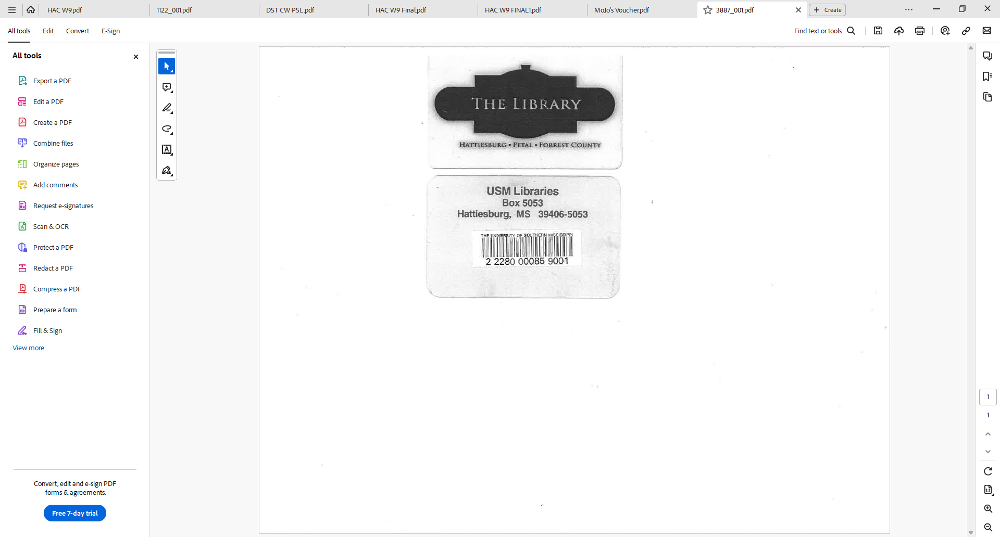 HAC W9.pdf
1122_001.pdf
DST CW PSL.pdf
HAC W9 Final.pdf
HAC W9 FINAL1.pdf
MoJo's Voucher.pdf
3887_001.pdf
Create
All tools
Edit
Convert
E-Sign
Find text or tools
All tools
Export a PDF
Edit a PDF
Create a PDF
Combine files
Organize pages
Add comments
Request e-signatures
Scan & OCR
Protect a PDF
Redact a PDF
Compress a PDF
Prepare a form
Fill & Sign
View more
Convert, edit and e-sign PDF
forms & agreements.
Free 7-day trial
THE LIBRARY
HATTIESBURG • PETAL • FORREST COUNTY
USM Libraries
Box 5053
Hattiesburg, MS 39406-5053
THE UNIVERSITY OF SOUTHERN MISSISSIPPI
2 2280 00085 9001
1
1
1:1